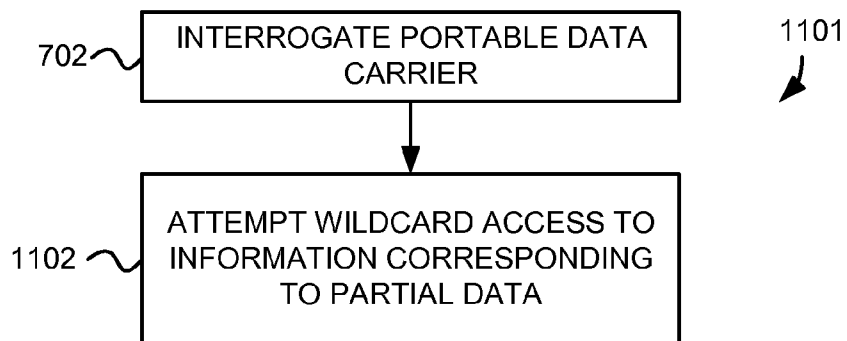 1101
702
INTERROGATE PORTABLE DATA
CARRIER
1102
ATTEMPT WILDCARD ACCESS TO
INFORMATION CORRESPONDING
TO PARTIAL DATA